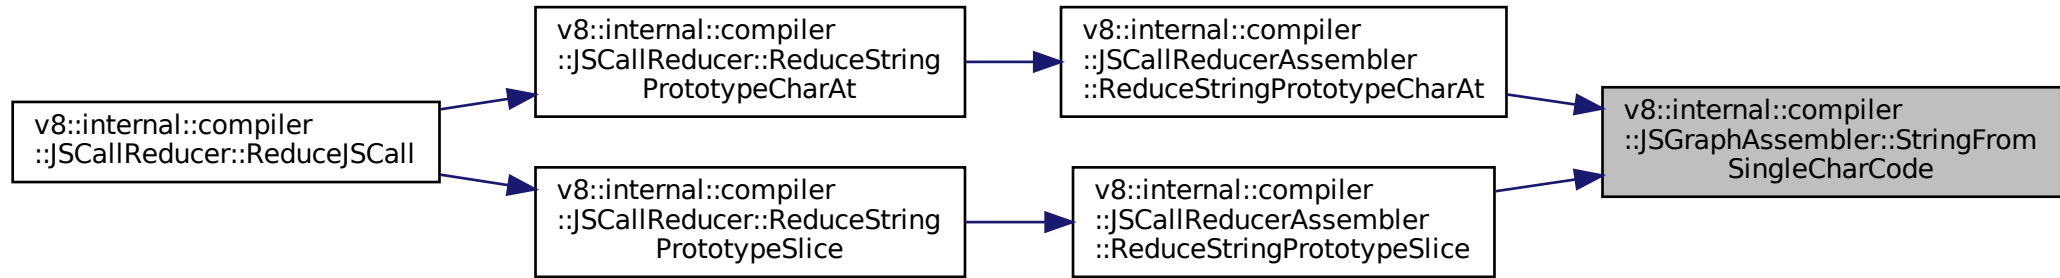 v8::internal::compiler
::JSCallReducer::ReduceJSCall
v8::internal::compiler
::JSCallReducer::ReduceString
PrototypeCharAt
v8::internal::compiler
::JSCallReducerAssembler
::ReduceStringPrototypeCharAt
v8::internal::compiler
::JSCallReducer::ReduceString
PrototypeSlice
v8::internal::compiler
::JSCallReducerAssembler
::ReduceStringPrototypeSlice
v8::internal::compiler
::JSGraphAssembler::StringFrom
SingleCharCode